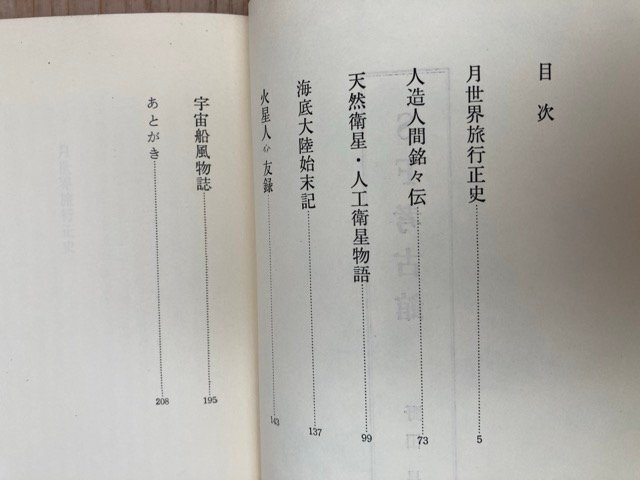 目次
月世界旅行正史 5
人造人間銘々伝 73
天然衛星・人工衛星物語 99
海底大陸始末記 137
火星人交友録 143
宇宙船風物誌 195
あとがき 208